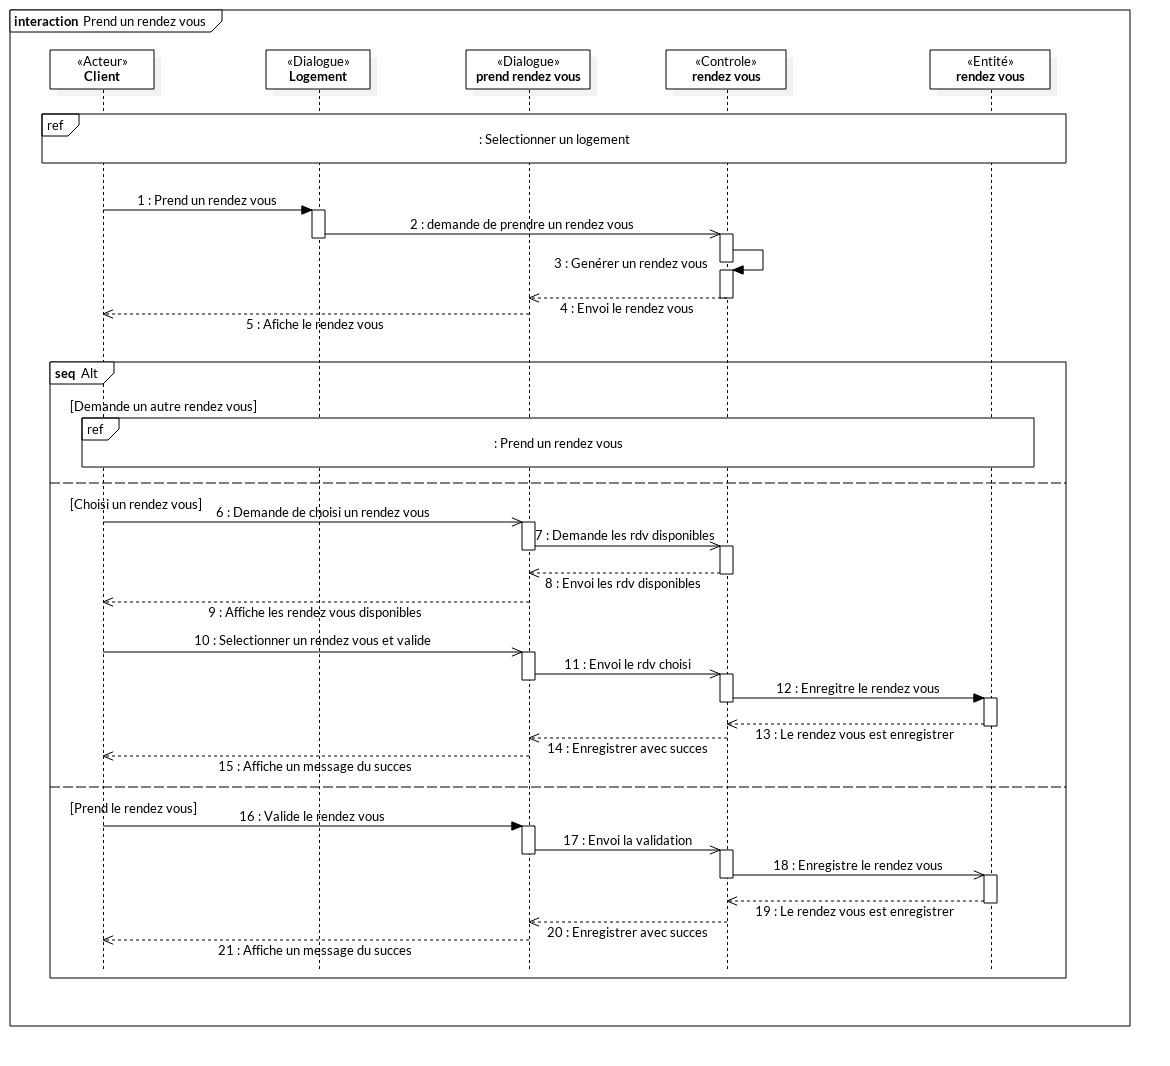 interaction Prend un rendez vous
«Acteur»
Client
«Dialogue»
Logement
«Dialogue»
prend rendez vous
«Controle»
rendez vous
«Entité»
rendez vous
ref
: Selectionner un logement
1 : Prend un rendez vous
2 : demande de prendre un rendez vous
3 : Genérer un rendez vous
4 : Envoi le rendez vous
5 : Afiche le rendez vous
seq Alt
[Demande un autre rendez vous]
ref
: Prend un rendez vous
[Choisi un rendez vous]
6 : Demande de choisi un rendez vous
7 : Demande les rdv disponibles
8 : Envoi les rdv disponibles
9 : Affiche les rendez vous disponibles
10 : Selectionner un rendez vous et valide
11 : Envoi le rdv choisi
12 : Enregitre le rendez vous
13 : Le rendez vous est enregistrer
14 : Enregistrer avec succes
15 : Affiche un message du succes
[Prend le rendez vous]
16 : Valide le rendez vous
17 : Envoi la validation
18 : Enregistre le rendez vous
19 : Le rendez vous est enregistrer
20 : Enregistrer avec succes
21 : Affiche un message du succes